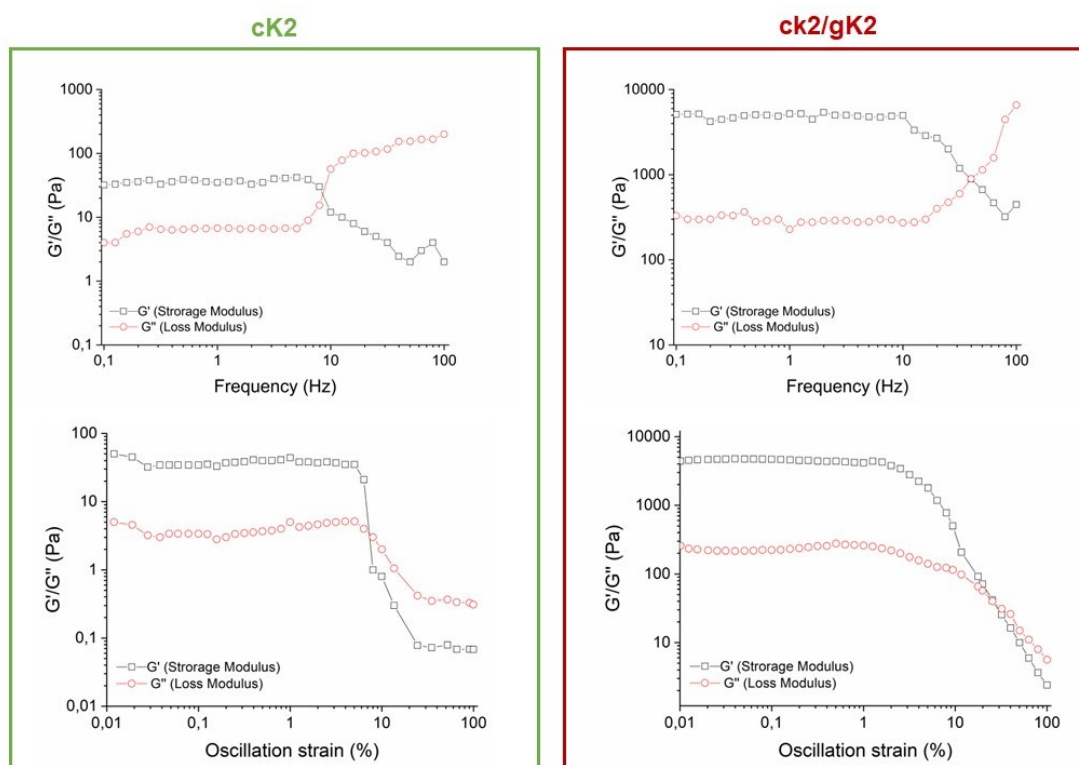 cK2
ck2/gK2
1000
100
10
1
0,1
G'/G'' (Pa)
G' (Strorage Modulus)
G'' (Loss Modulus)
0,1
1
10
100
Frequency (Hz)
10000
1000
100
10
G'/G'' (Pa)
G' (Strorage Modulus)
G'' (Loss Modulus)
0,1
1
10
100
Frequency (Hz)
100
10
1
0,1
0,01
G'/G'' (Pa)
G' (Strorage Modulus)
G'' (Loss Modulus)
0,01
0,1
1
10
100
Oscillation strain (%)
10000
1000
100
10
G'/G'' (Pa)
G' (Strorage Modulus)
G'' (Loss Modulus)
0,01
0,1
1
10
100
Oscillation strain (%)